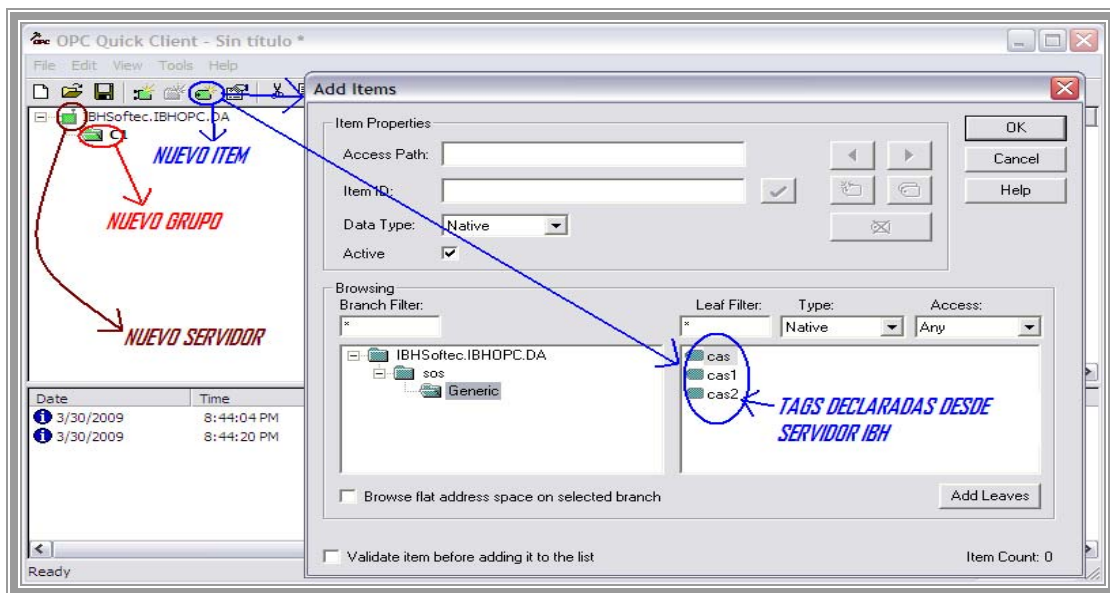 OPC Quick Client - Sin título *
File Edit View Tools Help
IBHSoftec.IBHOPC.DA
C1
NUEVO ITEM
NUEVO GRUPO
NUEVO SERVIDOR
Date Time
3/30/2009 8:44:04 PM
3/30/2009 8:44:20 PM
Ready
Add Items
Item Properties
Access Path:
Item ID:
Data Type: Native
Active
OK
Cancel
Help
Browsing
Branch Filter: Leaf Filter: Type: Access:
* * Native Any
IBHSoftec.IBHOPC.DA
sos
Generic
cas
cas1
cas2
TAGS DECLARADAS DESDE
SERVIDOR IBH
Browse flat address space on selected branch
Add Leaves
Validate item before adding it to the list
Item Count: 0